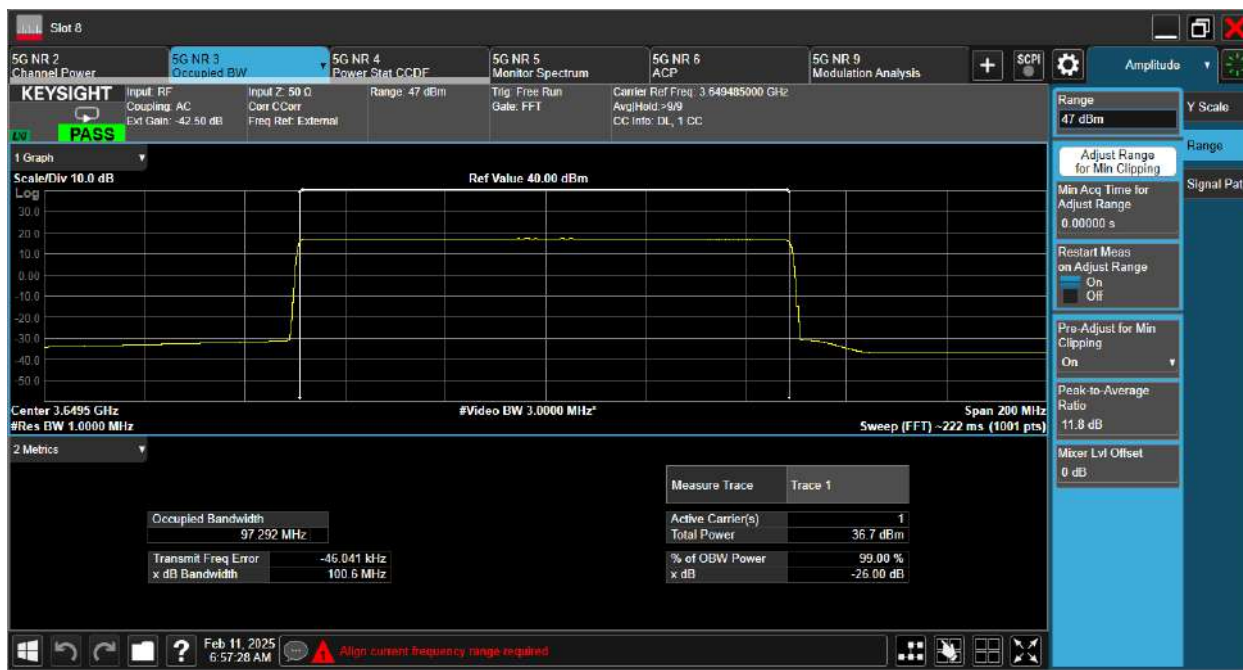 Slot 8
5G NR 2
Channel Power
5G NR 3
Occupied BW
5G NR 4
Power Stat CCDF
5G NR 5
Monitor Spectrum
5G NR 6
ACP
5G NR 9
Modulation Analysis
SCPI
Amplitude
KEYSIGHT
LXI
PASS
Input: RF
Coupling: AC
Ext Gain: -42.50 dB
Input Z: 50 Ω
Corr CCorr
Freq Ref: External
Range: 47 dBm
Trig: Free Run
Gate: FFT
Carrier Ref Freq: 3.649485000 GHz
Avg|Hold:>9/9
CC Info: DL, 1 CC
1 Graph
Scale/Div 10.0 dB
Ref Value 40.00 dBm
Log
30.0
20.0
10.0
0.00
-10.0
-20.0
-30.0
-40.0
-50.0
Center 3.6495 GHz
#Video BW 3.0000 MHz*
Span 200 MHz
#Res BW 1.0000 MHz
Sweep (FFT) ~222 ms (1001 pts)
2 Metrics
Measure Trace Trace 1
Occupied Bandwidth
97.292 MHz
Active Carrier(s) 1
Total Power 36.7 dBm
Transmit Freq Error -46.041 kHz
x dB Bandwidth 100.6 MHz
% of OBW Power 99.00 %
x dB -26.00 dB
Range
47 dBm
Adjust Range
for Min Clipping
Min Acq Time for
Adjust Range
0.00000 s
Restart Meas
on Adjust Range
On
Off
Pre-Adjust for Min
Clipping
On
Peak-to-Average
Ratio
11.8 dB
Mixer Lvl Offset
0 dB
Y Scale
Range
Signal Pat
?
Feb 11, 2025
6:57:28 AM
Align current frequency range required